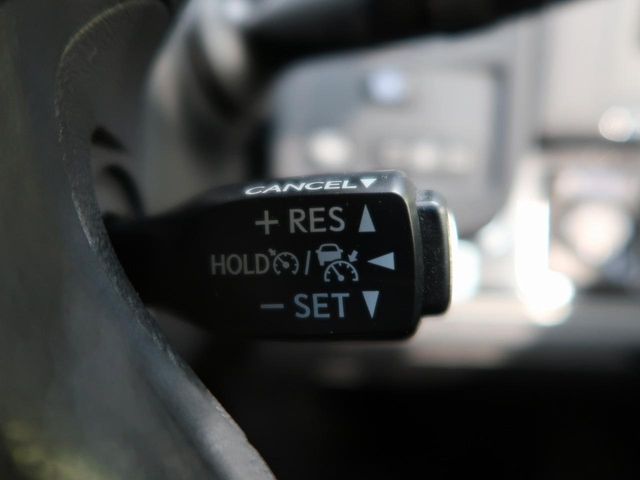 CANCEL▼
+ RES ▲
HOLD / ◀
− SET ▼